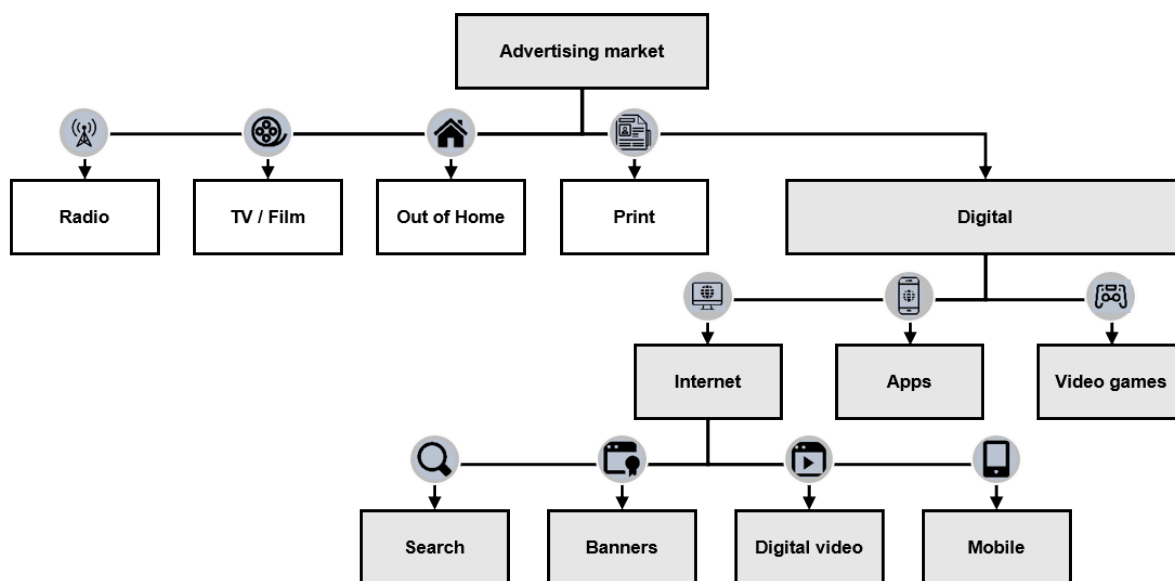 Advertising market
Radio
TV / Film
Out of Home
Print
Digital
Internet
Apps
Video games
Search
Banners
Digital video
Mobile